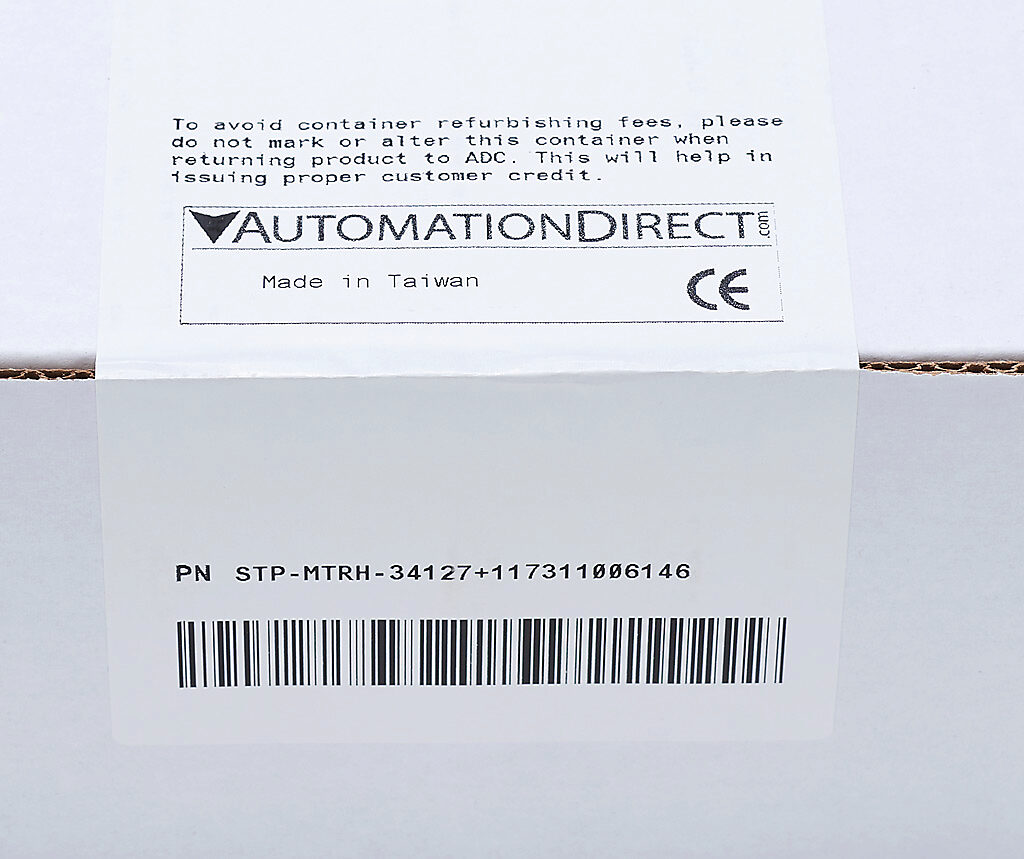 To avoid container refurbishing fees, please
do not mark or alter this container when
returning product to ADC. This will help in
issuing proper customer credit.
AUTOMATIONDIRECT.com
Made in Taiwan CE
PN STP-MTRH-34127+117311006146